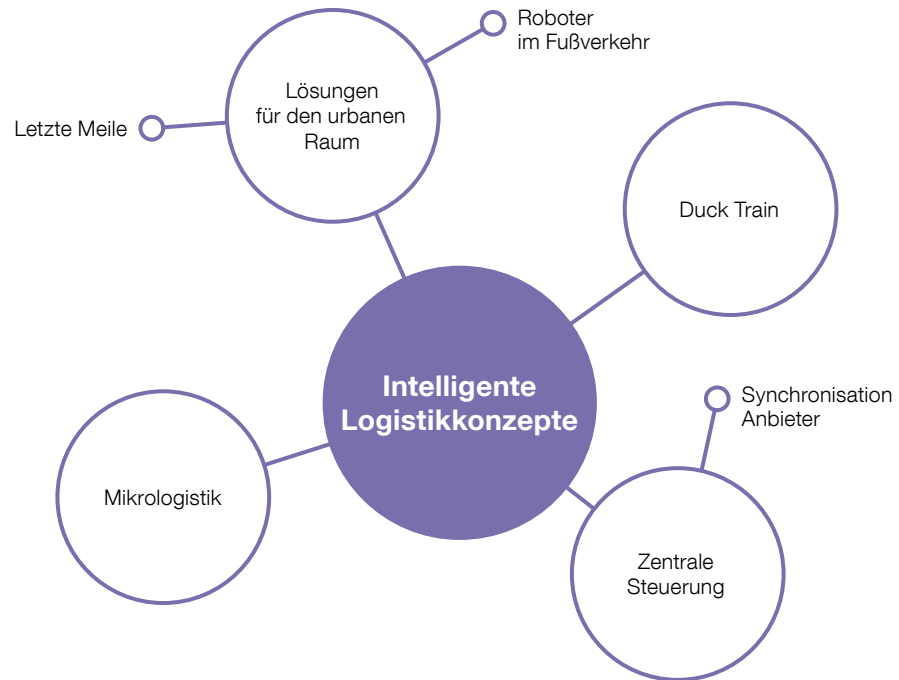 Roboter
im Fußverkehr
Letzte Meile
Lösungen
für den urbanen
Raum
Duck Train
Intelligente
Logistikkonzepte
Synchronisation
Anbieter
Mikrologistik
Zentrale
Steuerung